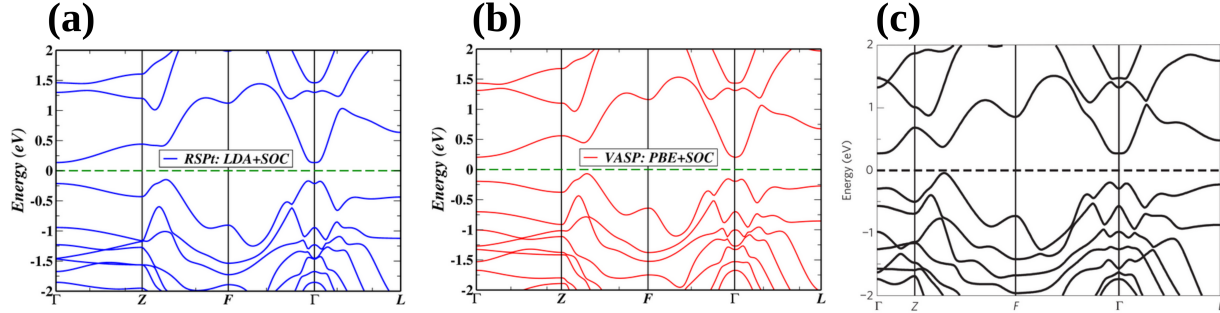 (a)
(b)
(c)
2
1.5
1
0.5
0
-0.5
-1
-1.5
-2
Energy (eV)
RSPt: LDA+SOC
Γ Z F Γ L
2
1.5
1
0.5
0
-0.5
-1
-1.5
-2
Energy (eV)
VASP: PBE+SOC
Γ Z F Γ L
2
1
0
−1
−2
Energy (eV)
Γ Z F Γ